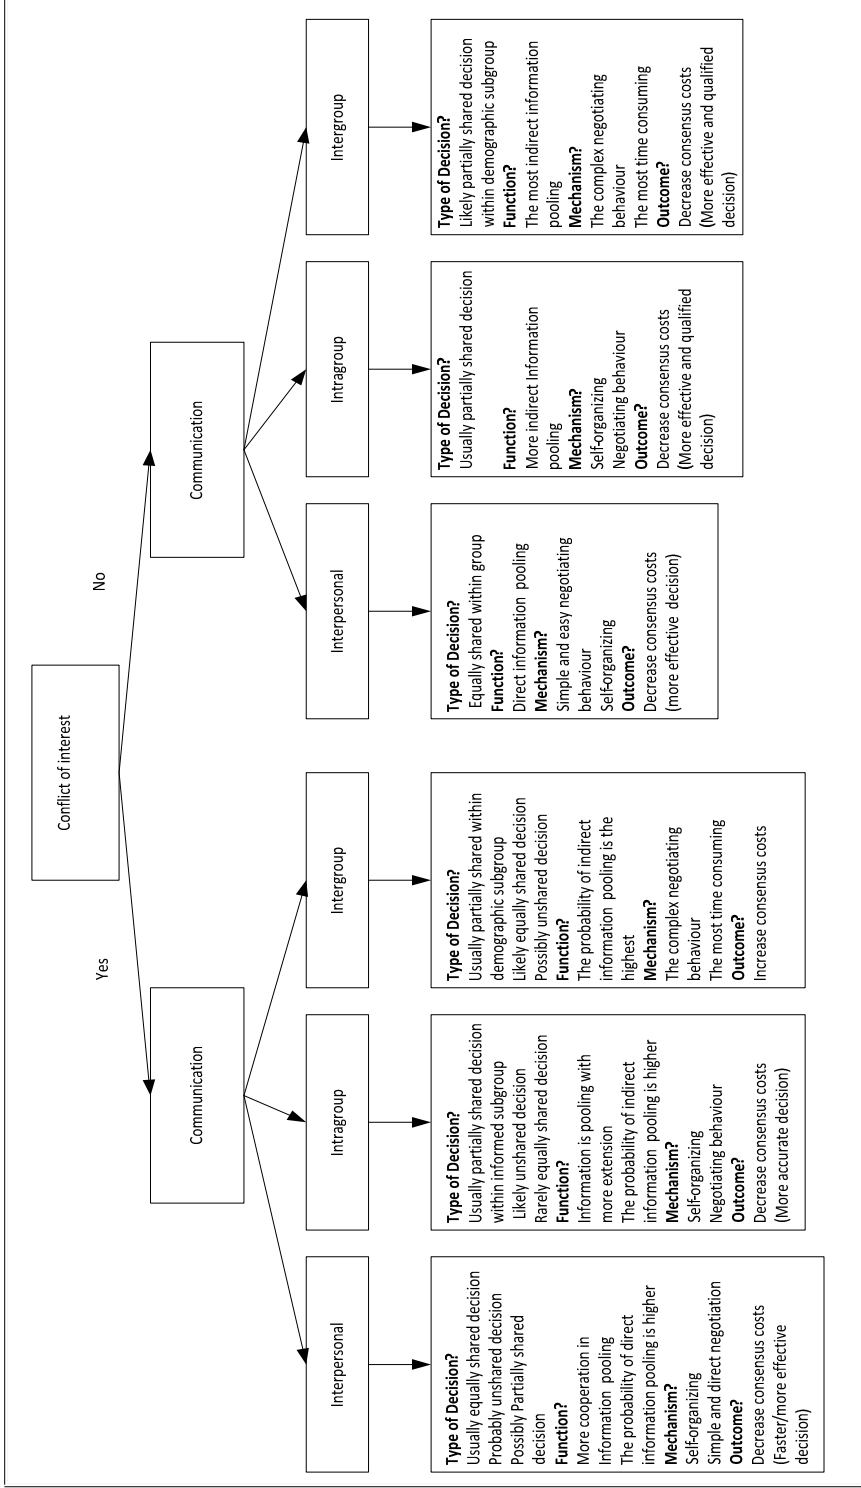 Conflict of interest
Yes
No
Communication
Communication
Interpersonal
Intragroup
Intergroup
Interpersonal
Intragroup
Intergroup
Type of Decision?
Usually equally shared decision
Probably unshared decision
Possibly Partially shared
decision
Function?
More cooperation in
Information pooling
The probability of direct
information pooling is higher
Mechanism?
Self-organizing
Simple and direct negotiation
Outcome?
Decrease consensus costs
(Faster/more effective
decision)
Type of Decision?
Usually partially shared decision
within informed subgroup
Likely unshared decision
Rarely equally shared decision
Function?
Information is pooling with
more extension
The probability of indirect
information pooling is higher
Mechanism?
Self-organizing
Negotiating behaviour
Outcome?
Decrease consensus costs
(More accurate decision)
Type of Decision?
Usually partially shared within
demographic subgroup
Likely equally shared decision
Possibly unshared decision
Function?
The probability of indirect
information pooling is the
highest
Mechanism?
The complex negotiating
behaviour
The most time consuming
Outcome?
Increase consensus costs
Type of Decision?
Equally shared within group
Function?
Direct information pooling
Mechanism?
Simple and easy negotiating
behaviour
Self-organizing
Outcome?
Decrease consensus costs
(more effective decision)
Type of Decision?
Usually partially shared decision
Function?
More indirect Information
pooling
Mechanism?
Self-organizing
Negotiating behaviour
Outcome?
Decrease consensus costs
(More effective and qualified
decision)
Type of Decision?
Likely partially shared decision
within demographic subgroup
Function?
The most indirect information
pooling
Mechanism?
The complex negotiating
behaviour
The most time consuming
Outcome?
Decrease consensus costs
(More effective and qualified
decision)